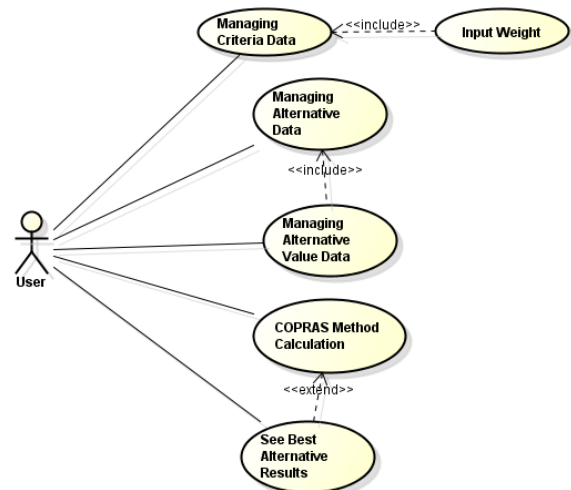 Managing
Criteria Data
<<include>>
Input Weight
Managing
Alternative
Data
<<include>>
Managing
Alternative
Value Data
User
COPRAS Method
Calculation
<<extend>>
See Best
Alternative
Results